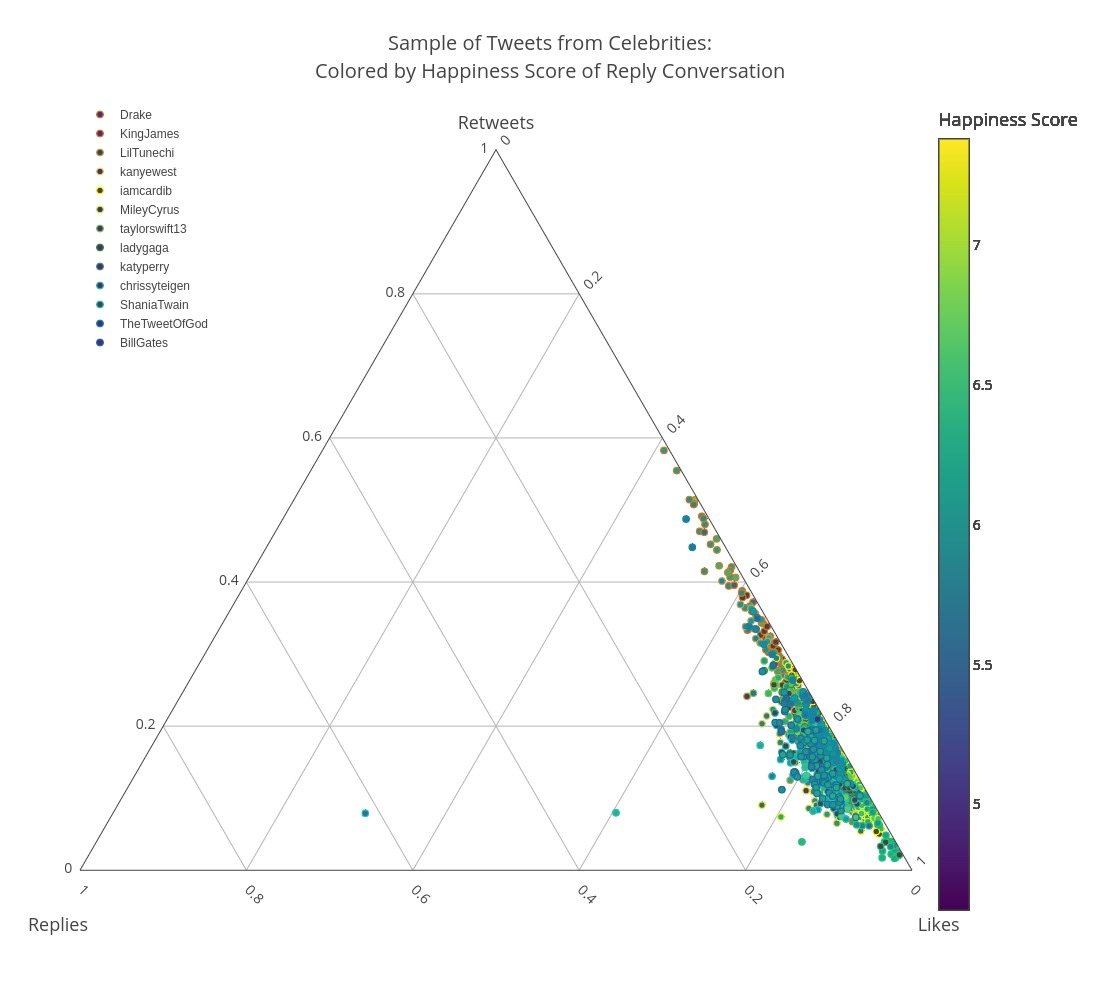 Sample of Tweets from Celebrities:
Colored by Happiness Score of Reply Conversation
Drake
KingJames
LilTunechi
kanyewest
iamcardib
MileyCyrus
taylorswift13
ladygaga
katyperry
chrissyteigen
ShaniaTwain
TheTweetOfGod
BillGates
Retweets
1
0.8
0.6
0.4
0.2
0
0
0.2
0.4
0.6
0.8
1
1
0.8
0.6
0.4
0.2
0
Replies
Likes
Happiness Score
7
6.5
6
5.5
5